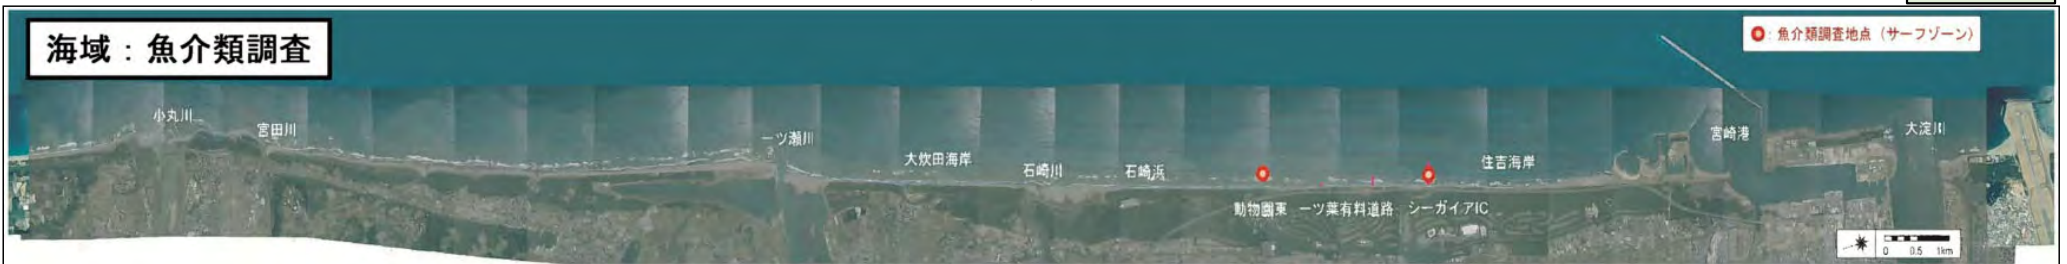 海域：魚介類調査
：魚介類調査地点（サーフゾーン）
小丸川
宮田川
一ツ瀬川
大炊田海岸
石崎川
石崎浜
住吉海岸
宮崎港
大淀川
動物園東
一ツ葉有料道路
シーガイアIC
0 0.5 1km